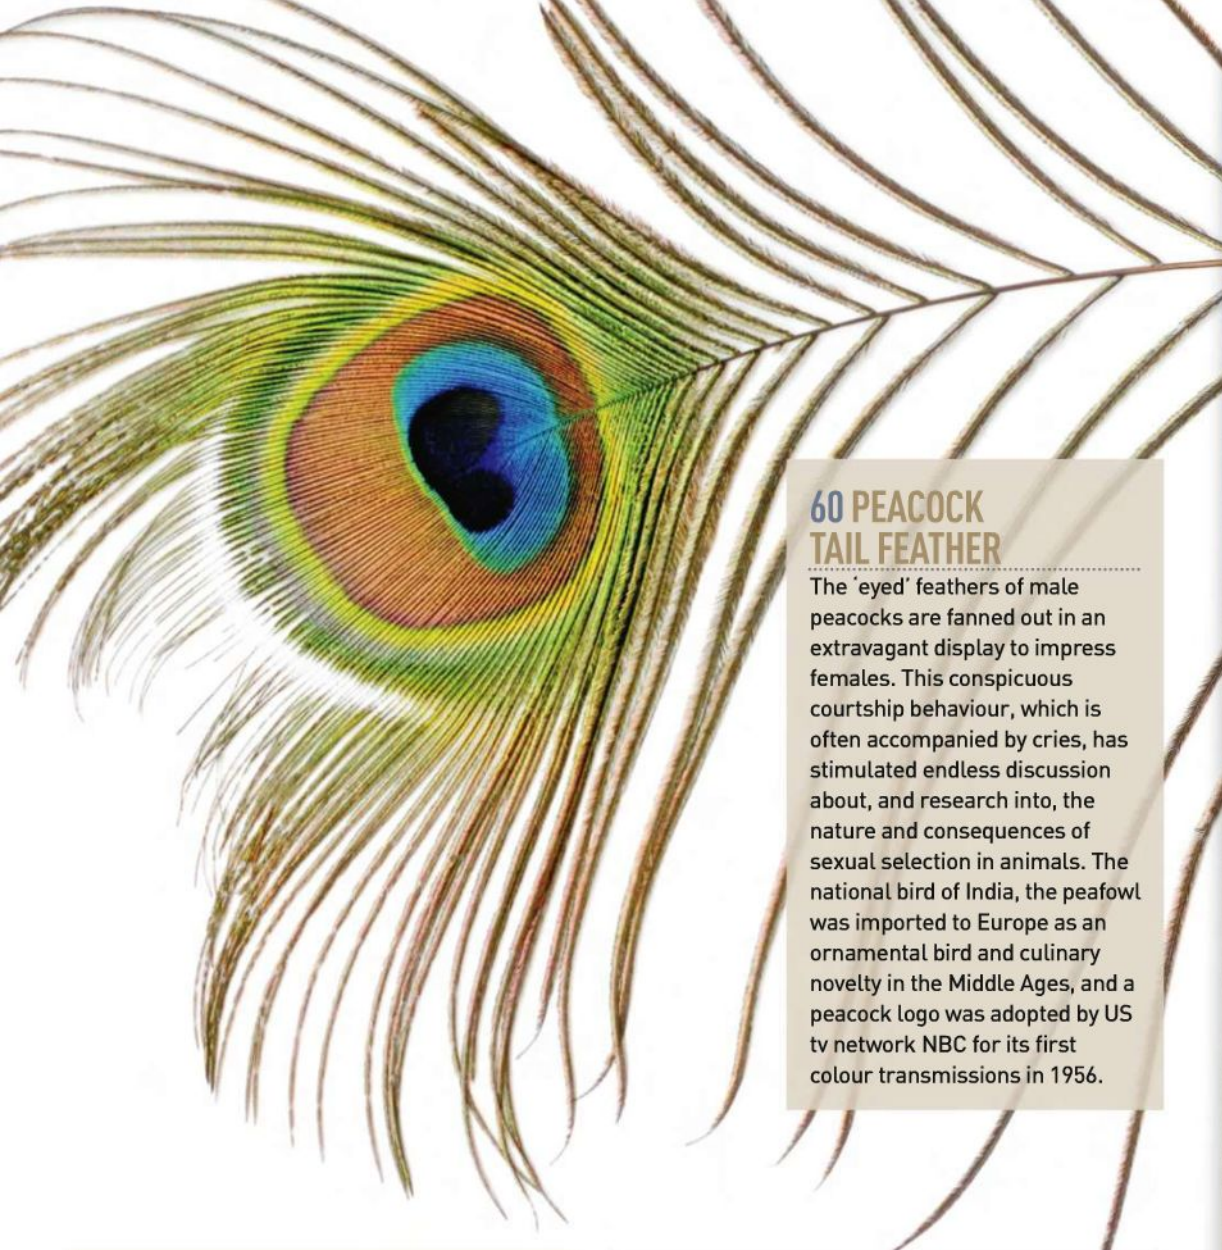 60 PEACOCK
TAIL FEATHER
The 'eyed' feathers of male
peacocks are fanned out in an
extravagant display to impress
females. This conspicuous
courtship behaviour, which is
often accompanied by cries, has
stimulated endless discussion
about, and research into, the
nature and consequences of
sexual selection in animals. The
national bird of India, the peafowl
was imported to Europe as an
ornamental bird and culinary
novelty in the Middle Ages, and a
peacock logo was adopted by US
tv network NBC for its first
colour transmissions in 1956.